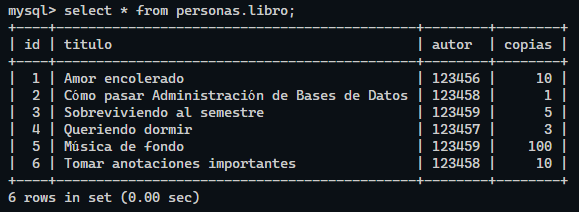 mysql> select * from personas.libro;
+----+------------------------------------------+--------+--------+
| id | titulo                                   | autor  | copias |
+----+------------------------------------------+--------+--------+
|  1 | Amor encolerado                          | 123456 |     10 |
|  2 | Cómo pasar Administración de Bases de Datos | 123458 |      1 |
|  3 | Sobreviviendo al semestre                | 123459 |      5 |
|  4 | Queriendo dormir                         | 123457 |      3 |
|  5 | Música de fondo                          | 123459 |    100 |
|  6 | Tomar anotaciones importantes            | 123458 |     10 |
+----+------------------------------------------+--------+--------+
6 rows in set (0.00 sec)